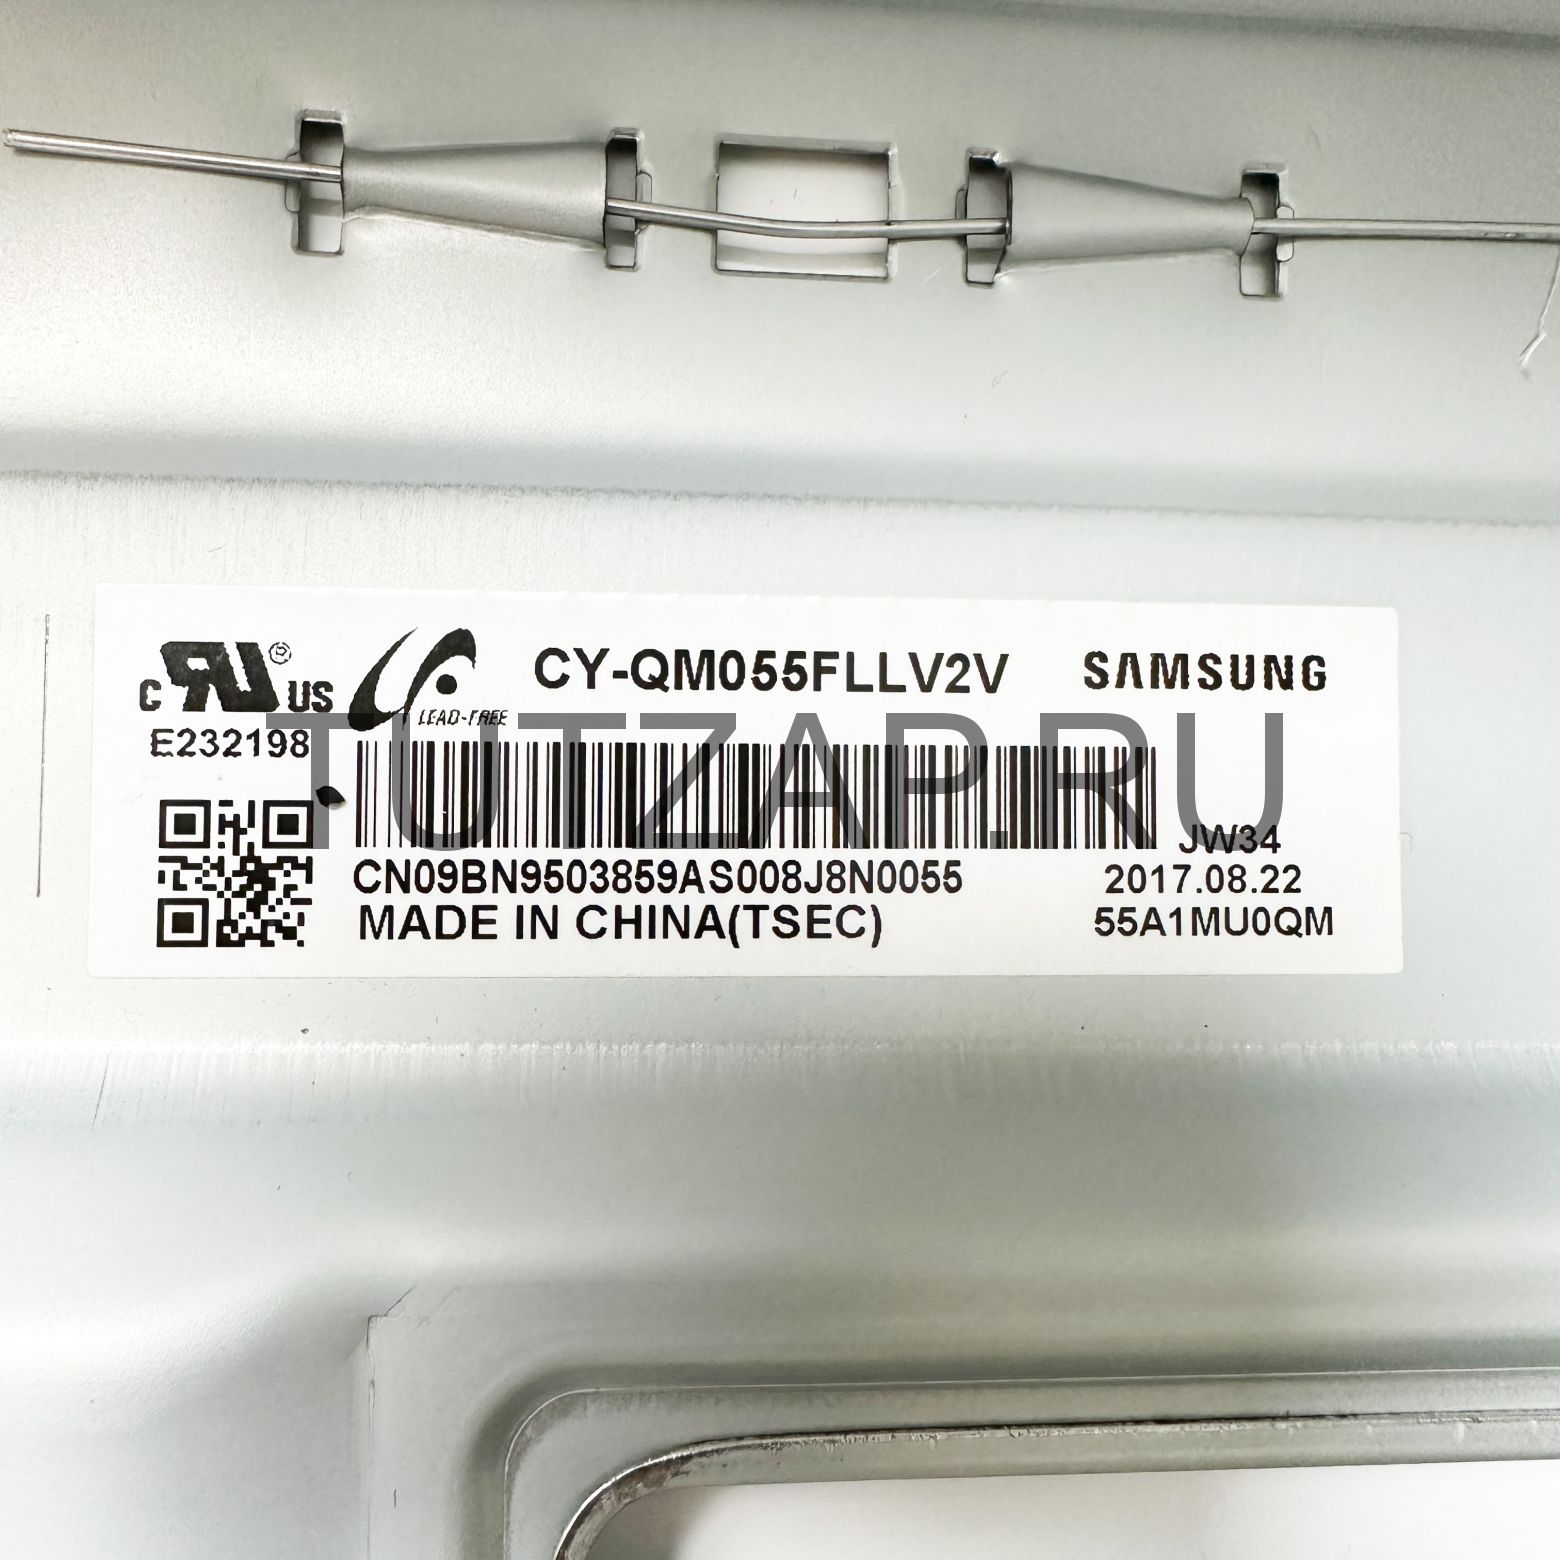 CY-QM055FLLV2V SAMSUNG
C RU ® US
LEAD-FREE
E232198
TUTZAP.RU
JW34
CN09BN9503859AS008J8N0055 2017.08.22
MADE IN CHINA(TSEC) 55A1MU0QM